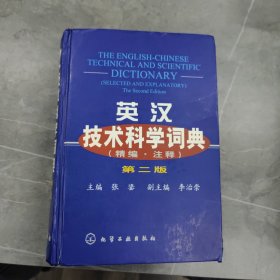 THE ENGLISH-CHINESE
TECHNICAL AND SCIENTIFIC
DICTIONARY
(SELECTED AND EXPLANATORY)
The Second Edition
英汉
技术科学词典
(精编·注释)
第二版
主编 张鎏 副主编 李治崇
化学工业出版社